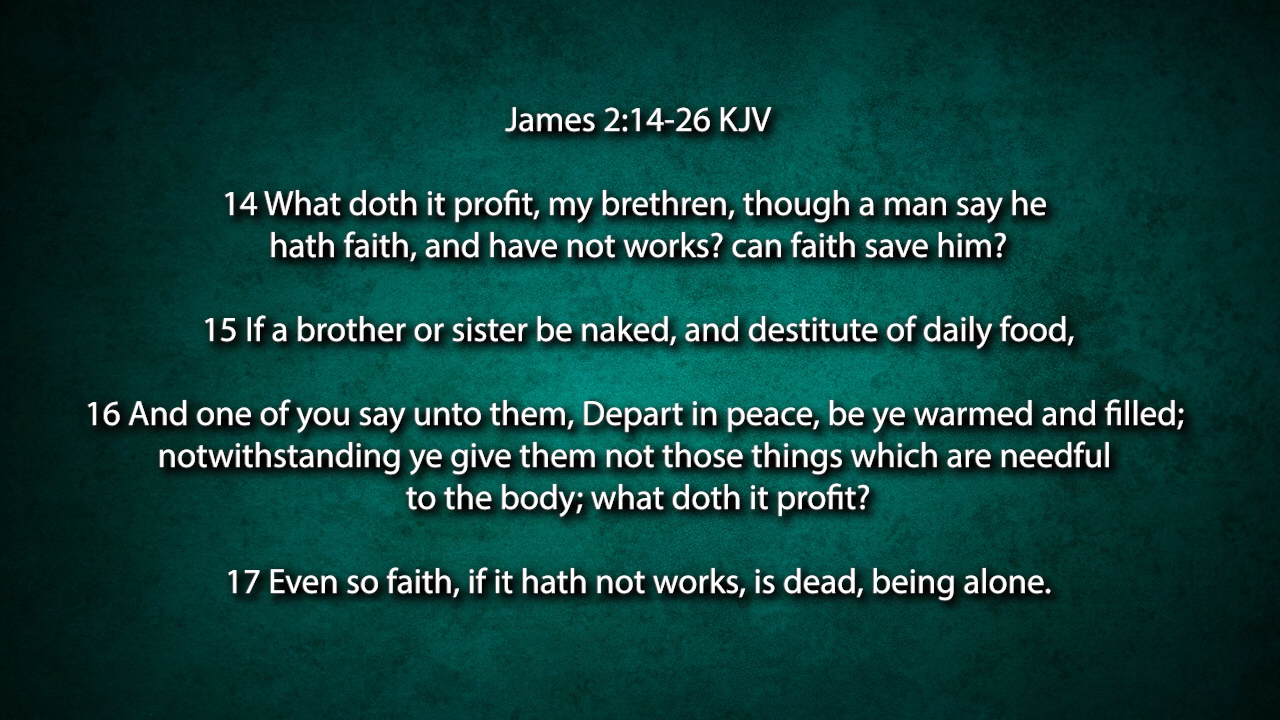 James 2:14-26 KJV
14 What doth it profit, my brethren, though a man say he
hath faith, and have not works? can faith save him?
15 If a brother or sister be naked, and destitute of daily food,
16 And one of you say unto them, Depart in peace, be ye warmed and filled;
notwithstanding ye give them not those things which are needful
to the body; what doth it profit?
17 Even so faith, if it hath not works, is dead, being alone.